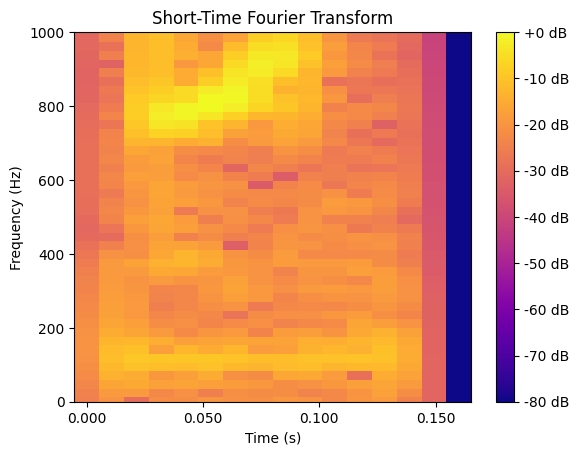 Short-Time Fourier Transform
Frequency (Hz)
1000
800
600
400
200
0
0.000
0.050
0.100
0.150
Time (s)
+0 dB
-10 dB
-20 dB
-30 dB
-40 dB
-50 dB
-60 dB
-70 dB
-80 dB